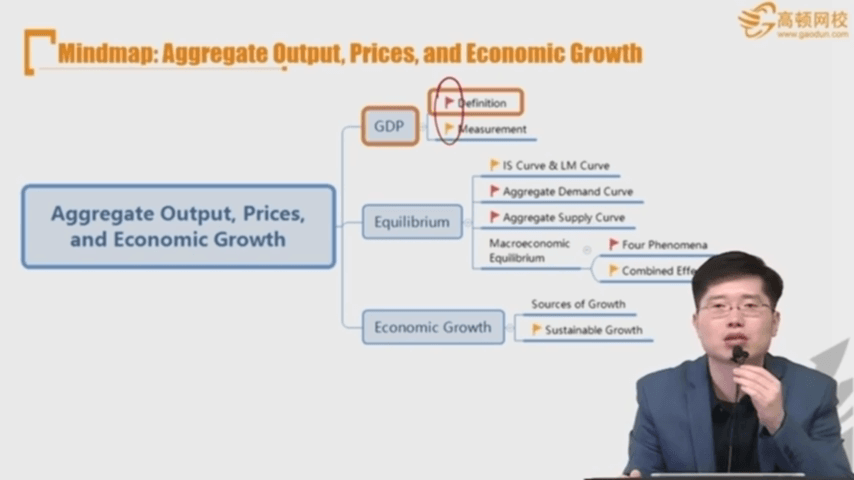 高顿网校
www.gaodun.com
Mindmap: Aggregate Output, Prices, and Economic Growth
GDP
Definition
Measurement
Aggregate Output, Prices,
and Economic Growth
Equilibrium
IS Curve & LM Curve
Aggregate Demand Curve
Aggregate Supply Curve
Macroeconomic
Equilibrium
Four Phenomena
Combined Effe
Economic Growth
Sources of Growth
Sustainable Growth